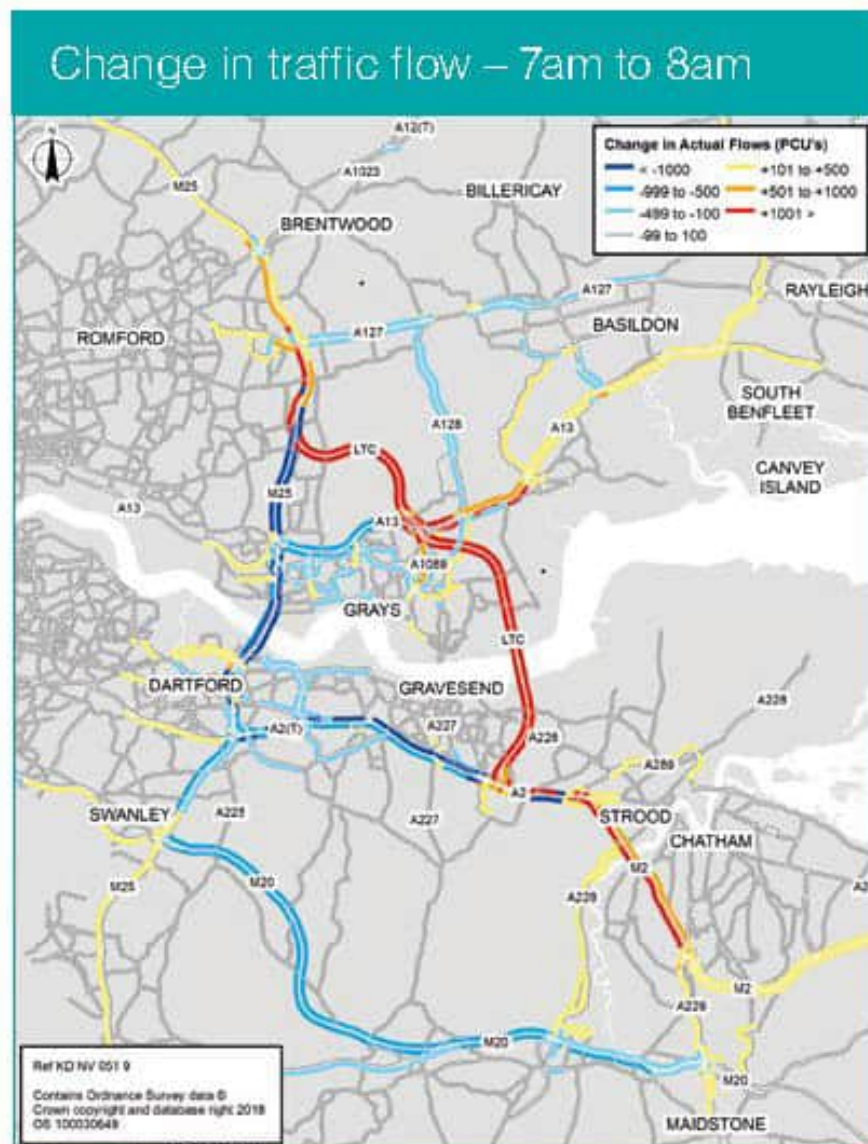 Change in traffic flow – 7am to 8am
N
Change in Actual Flows (PCU's)
< -1000
-999 to -500
-499 to -100
-99 to 100
+101 to +500
+501 to +1000
+1001 >
A12(T)
A1023
M25
BILLERICAY
BRENTWOOD
A127
RAYLEIGH
ROMFORD
A127
BASILDON
SOUTH
BENFLEET
A128
A13
LTC
CANVEY
ISLAND
M25
A13
A13
A1089
GRAYS
LTC
DARTFORD
GRAVESEND
A228
A2(T)
A227
A226
A289
SWANLEY
A225
A227
A2
STROOD
CHATHAM
M25
M20
M2
A228
M2
A229
M20
M20
MAIDSTONE
Ref KD NV 051 9
Contains Ordnance Survey data ©
Crown copyright and database right 2018
OS 100030649